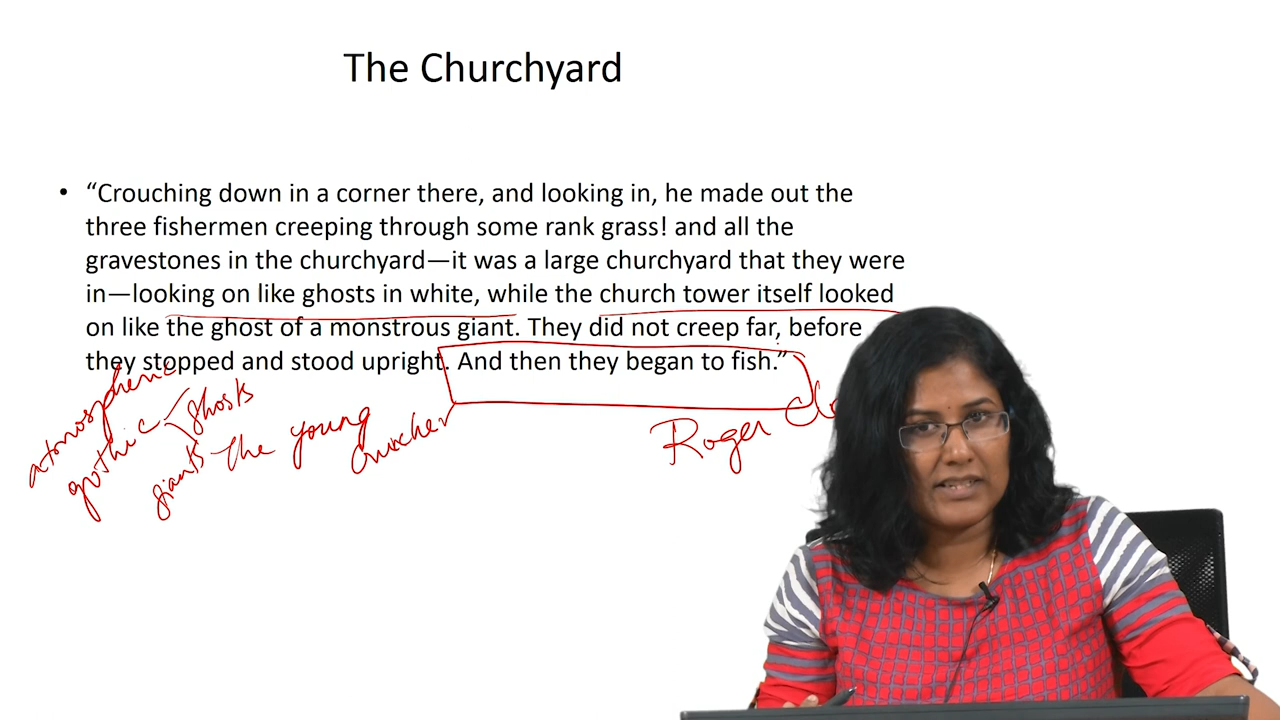 The Churchyard
• “Crouching down in a corner there, and looking in, he made out the
three fishermen creeping through some rank grass! and all the
gravestones in the churchyard—it was a large churchyard that they were
in—looking on like ghosts in white, while the church tower itself looked
on like the ghost of a monstrous giant. They did not creep far, before
they stopped and stood upright. And then they began to fish.”
atmospheric
gothic
ghosts
giants
the young
cruncher
Roger